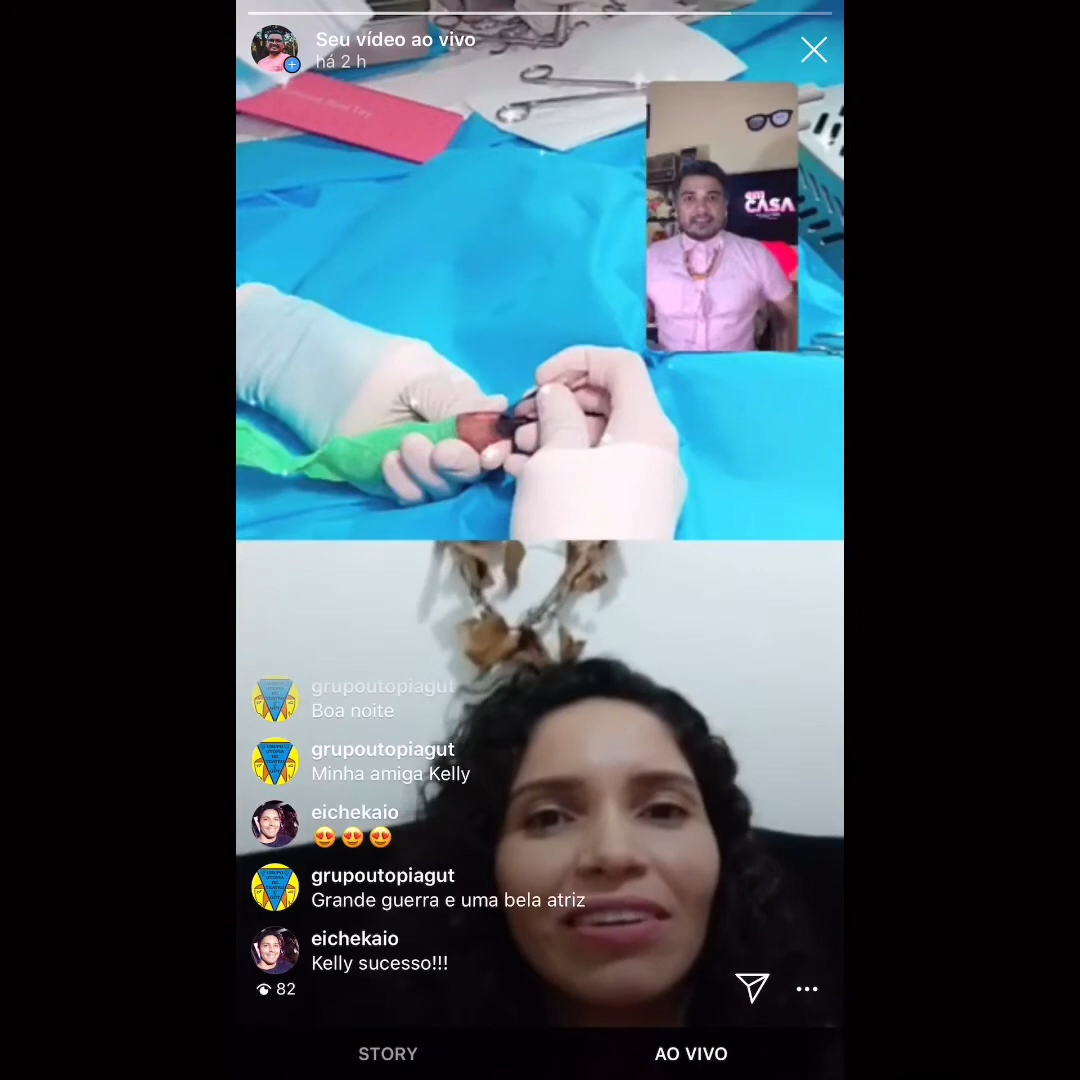 Seu vídeo ao vivo
há 2 h
em
CASA
grupoutopiagut
Boa noite
grupoutopiagut
Minha amiga Kelly
eichekaio
😍 😍 😍
grupoutopiagut
Grande guerra e uma bela atriz
eichekaio
Kelly sucesso!!!
82
STORY
AO VIVO